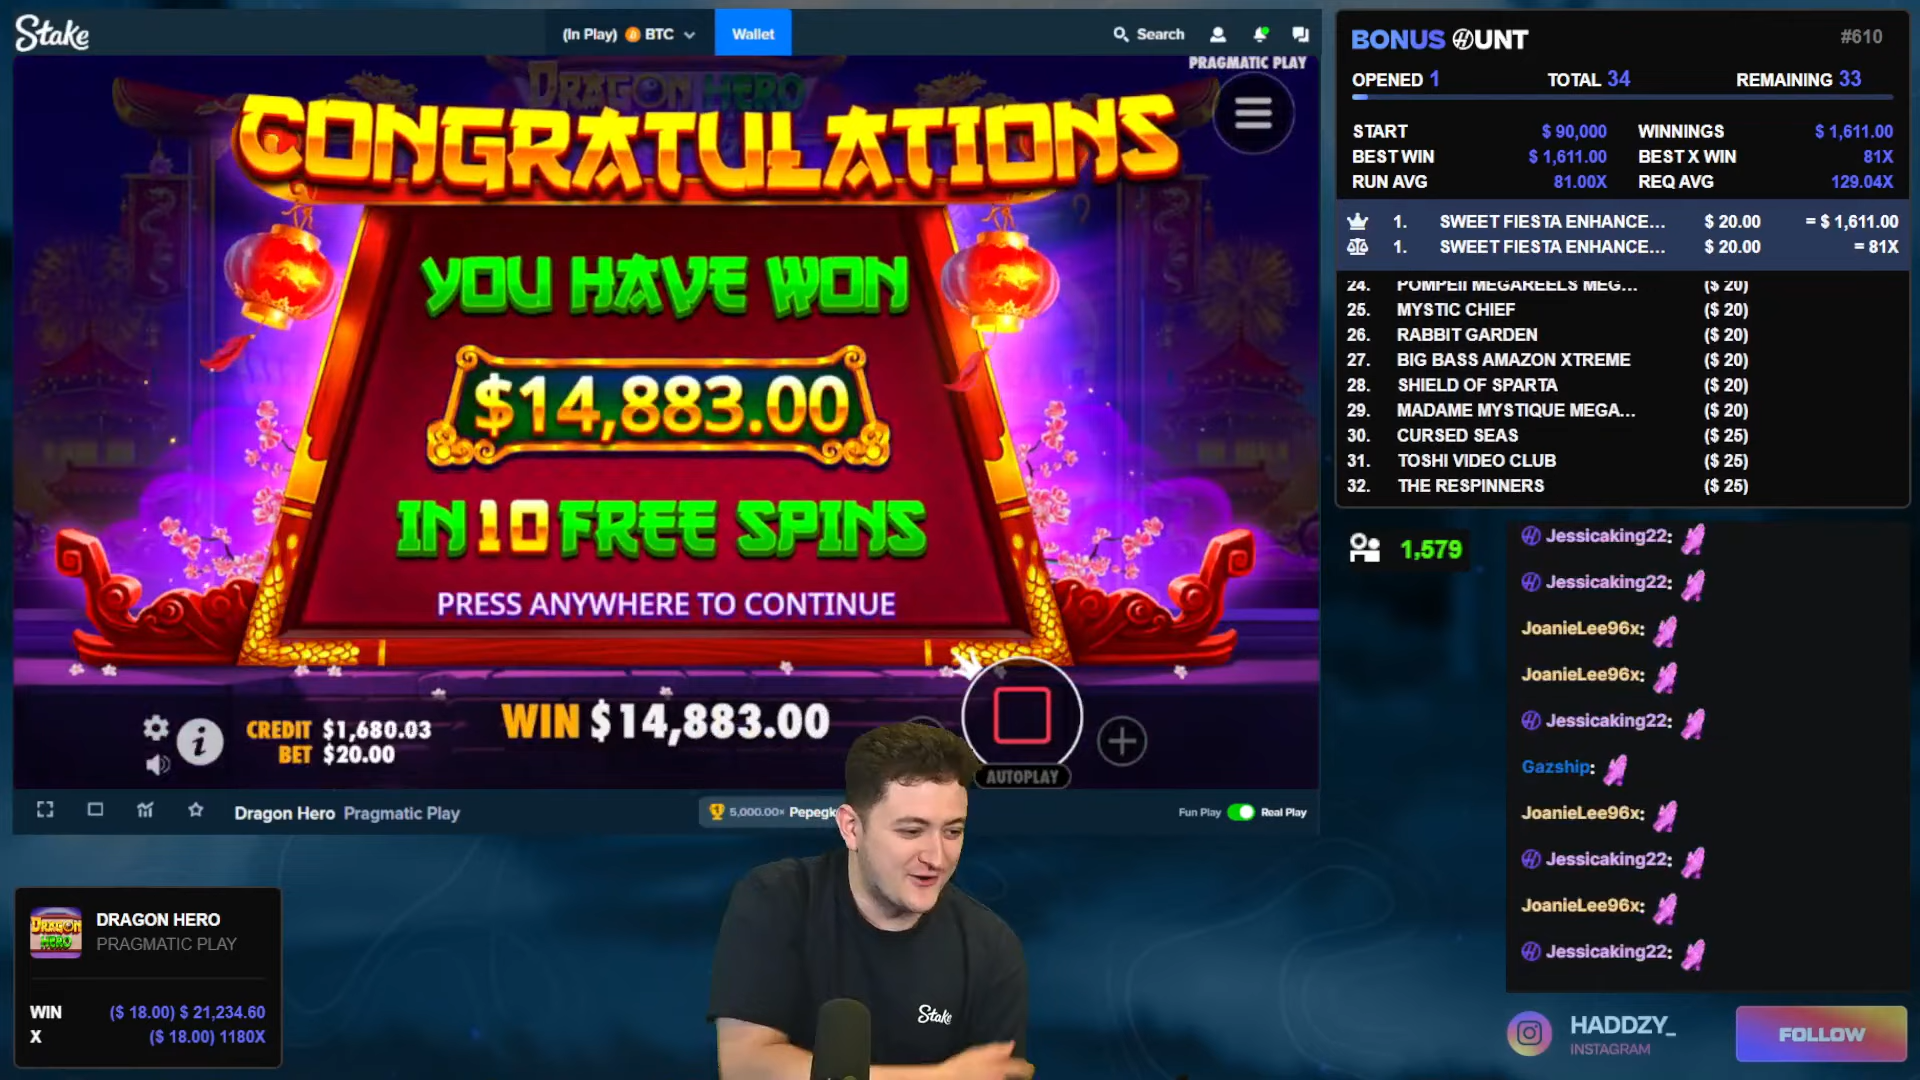 Stake
(In Play) BTC
Wallet
Search
PRAGMATIC PLAY
DRAGON HERO
CONGRATULATIONS
YOU HAVE WON
$14,883.00
IN 10 FREE SPINS
PRESS ANYWHERE TO CONTINUE
CREDIT $1,680.03
BET $20.00
WIN $14,883.00
AUTOPLAY
Dragon Hero Pragmatic Play
5,000.00×
Fun Play Real Play
BONUS HUNT #610
OPENED 1 TOTAL 34 REMAINING 33
START $ 90,000 WINNINGS $ 1,611.00
BEST WIN $ 1,611.00 BEST X WIN 81X
RUN AVG 81.00X REQ AVG 129.04X
1. SWEET FIESTA ENHANCE... $ 20.00 = $ 1,611.00
1. SWEET FIESTA ENHANCE... $ 20.00 = 81X
24. POMPEII MEGAREELS MEG... ($ 20)
25. MYSTIC CHIEF ($ 20)
26. RABBIT GARDEN ($ 20)
27. BIG BASS AMAZON XTREME ($ 20)
28. SHIELD OF SPARTA ($ 20)
29. MADAME MYSTIQUE MEGA... ($ 20)
30. CURSED SEAS ($ 25)
31. TOSHI VIDEO CLUB ($ 25)
32. THE RESPINNERS ($ 25)
1,579
Jessicaking22:
Jessicaking22:
JoanieLee96x:
JoanieLee96x:
Jessicaking22:
Gazship:
JoanieLee96x:
Jessicaking22:
JoanieLee96x:
Jessicaking22:
DRAGON HERO
DRAGON HERO
PRAGMATIC PLAY
WIN ($ 18.00) $ 21,234.60
X ($ 18.00) 1180X
Stake
HADDZY_
INSTAGRAM
FOLLOW